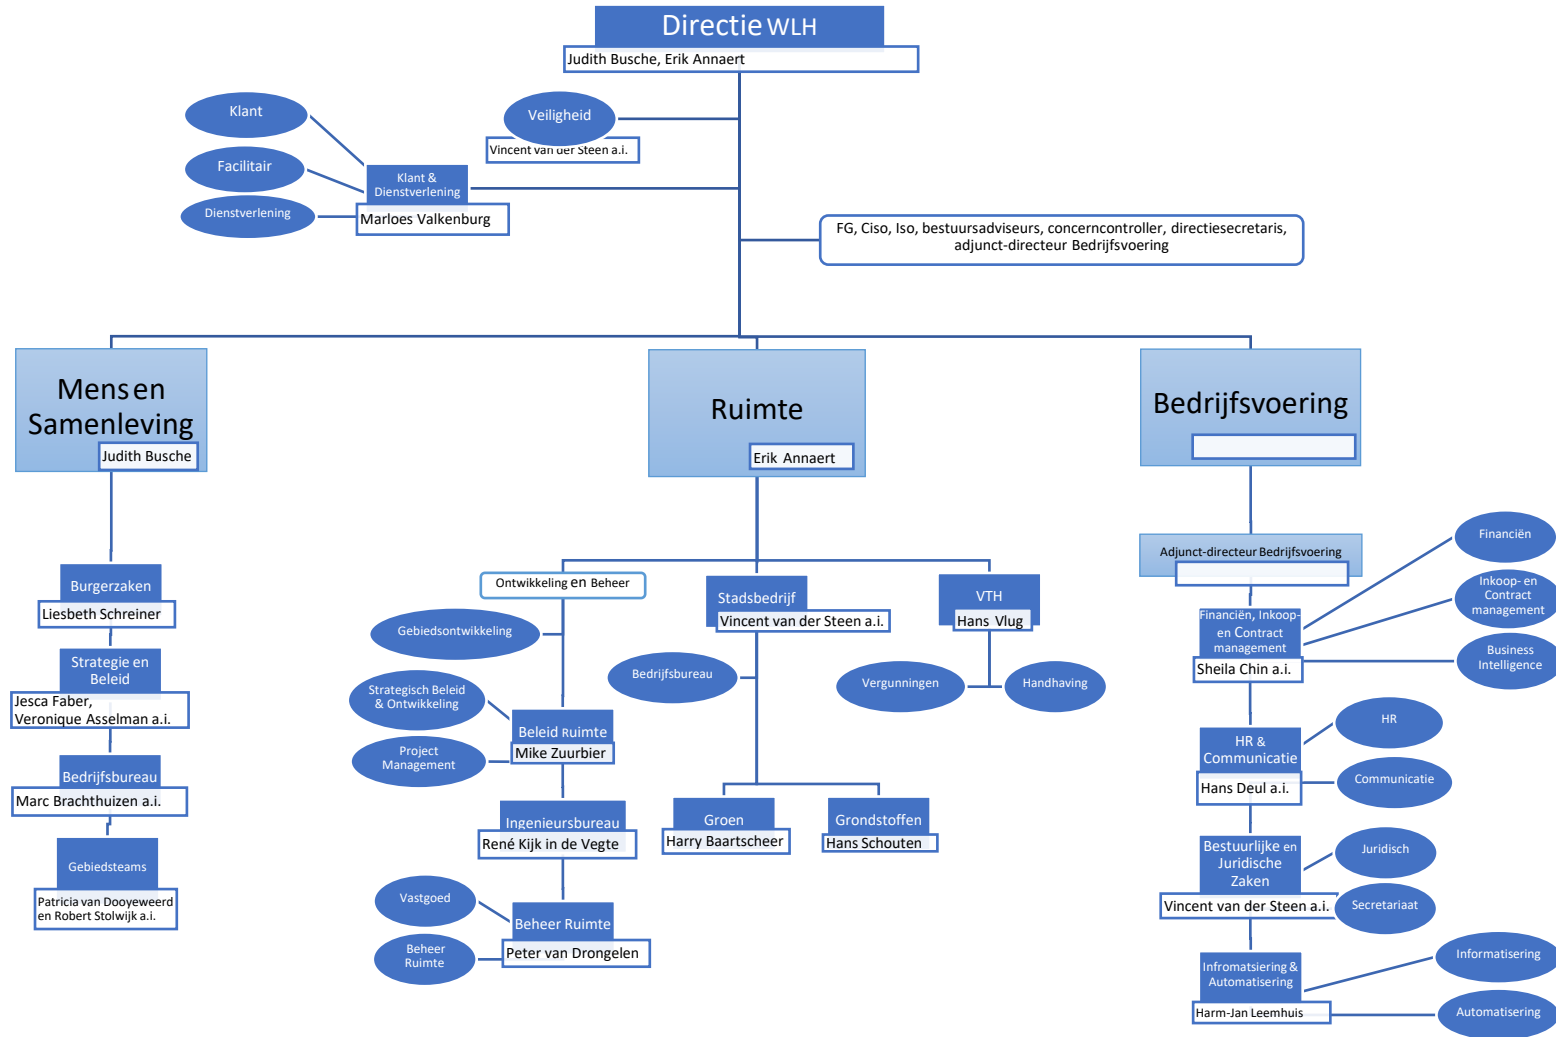 Directie WLH
Judith Busche, Erik Annaert
Klant
Veiligheid
Vincent van der Steen a.i.
Facilitair
Klant &
Dienstverlening
Dienstverlening
Marloes Valkenburg
FG, Ciso, Iso, bestuursadviseurs, concerncontroller, directiesecretaris,
adjunct-directeur Bedrijfsvoering
Mens en
Samenleving
Judith Busche
Ruimte
Erik Annaert
Bedrijfsvoering
Burgerzaken
Liesbeth Schreiner
Strategie en
Beleid
Jesca Faber,
Veronique Asselman a.i.
Bedrijfsbureau
Marc Brachthuizen a.i.
Gebiedsteams
Patricia van Dooyeweerd
en Robert Stolwijk a.i.
Ontwikkeling en Beheer
Gebiedsontwikkeling
Strategisch Beleid
& Ontwikkeling
Beleid Ruimte
Mike Zuurbier
Project
Management
Ingenieursbureau
René Kijk in de Vegte
Vastgoed
Beheer Ruimte
Peter van Drongelen
Beheer
Ruimte
Stadsbedrijf
Vincent van der Steen a.i.
Bedrijfsbureau
Groen
Harry Baartscheer
Grondstoffen
Hans Schouten
VTH
Hans Vlug
Vergunningen
Handhaving
Adjunct-directeur Bedrijfsvoering
Financiën, Inkoop-
en Contract
management
Sheila Chin a.i.
Financiën
Inkoop- en
Contract
management
Business
Intelligence
HR &
Communicatie
Hans Deul a.i.
HR
Communicatie
Bestuurlijke en
Juridische
Zaken
Vincent van der Steen a.i.
Juridisch
Secretariaat
Infromatsiering &
Automatisering
Harm-Jan Leemhuis
Informatisering
Automatisering